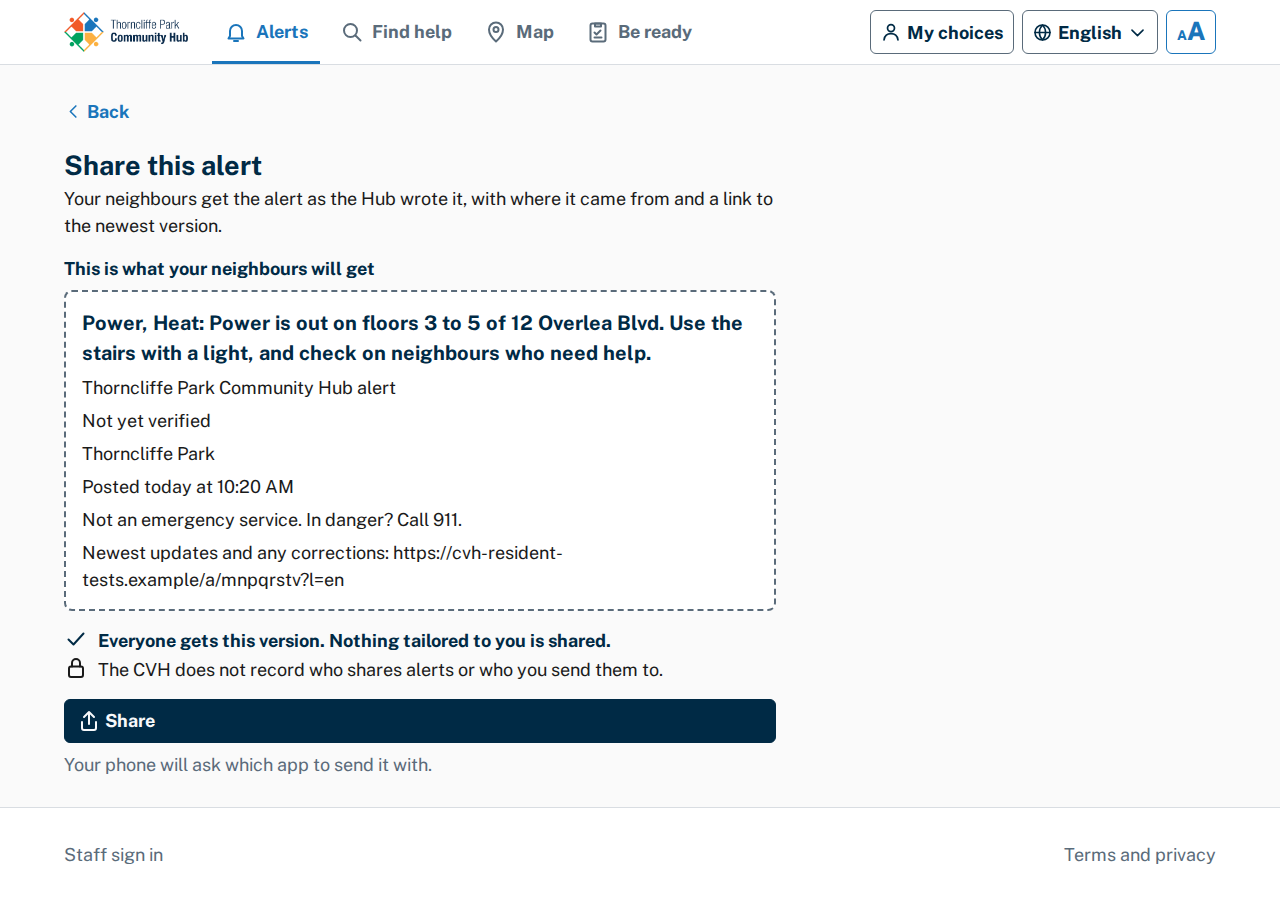 Thorncliffe Park
Community Hub
Alerts
Find help
Map
Be ready
My choices
English
AA
Back
Share this alert
Your neighbours get the alert as the Hub wrote it, with where it came from and a link to
the newest version.
This is what your neighbours will get
Power, Heat: Power is out on floors 3 to 5 of 12 Overlea Blvd. Use the
stairs with a light, and check on neighbours who need help.
Thorncliffe Park Community Hub alert
Not yet verified
Thorncliffe Park
Posted today at 10:20 AM
Not an emergency service. In danger? Call 911.
Newest updates and any corrections: https://cvh-resident-
tests.example/a/mnpqrstv?l=en
Everyone gets this version. Nothing tailored to you is shared.
The CVH does not record who shares alerts or who you send them to.
Share
Your phone will ask which app to send it with.
Staff sign in
Terms and privacy